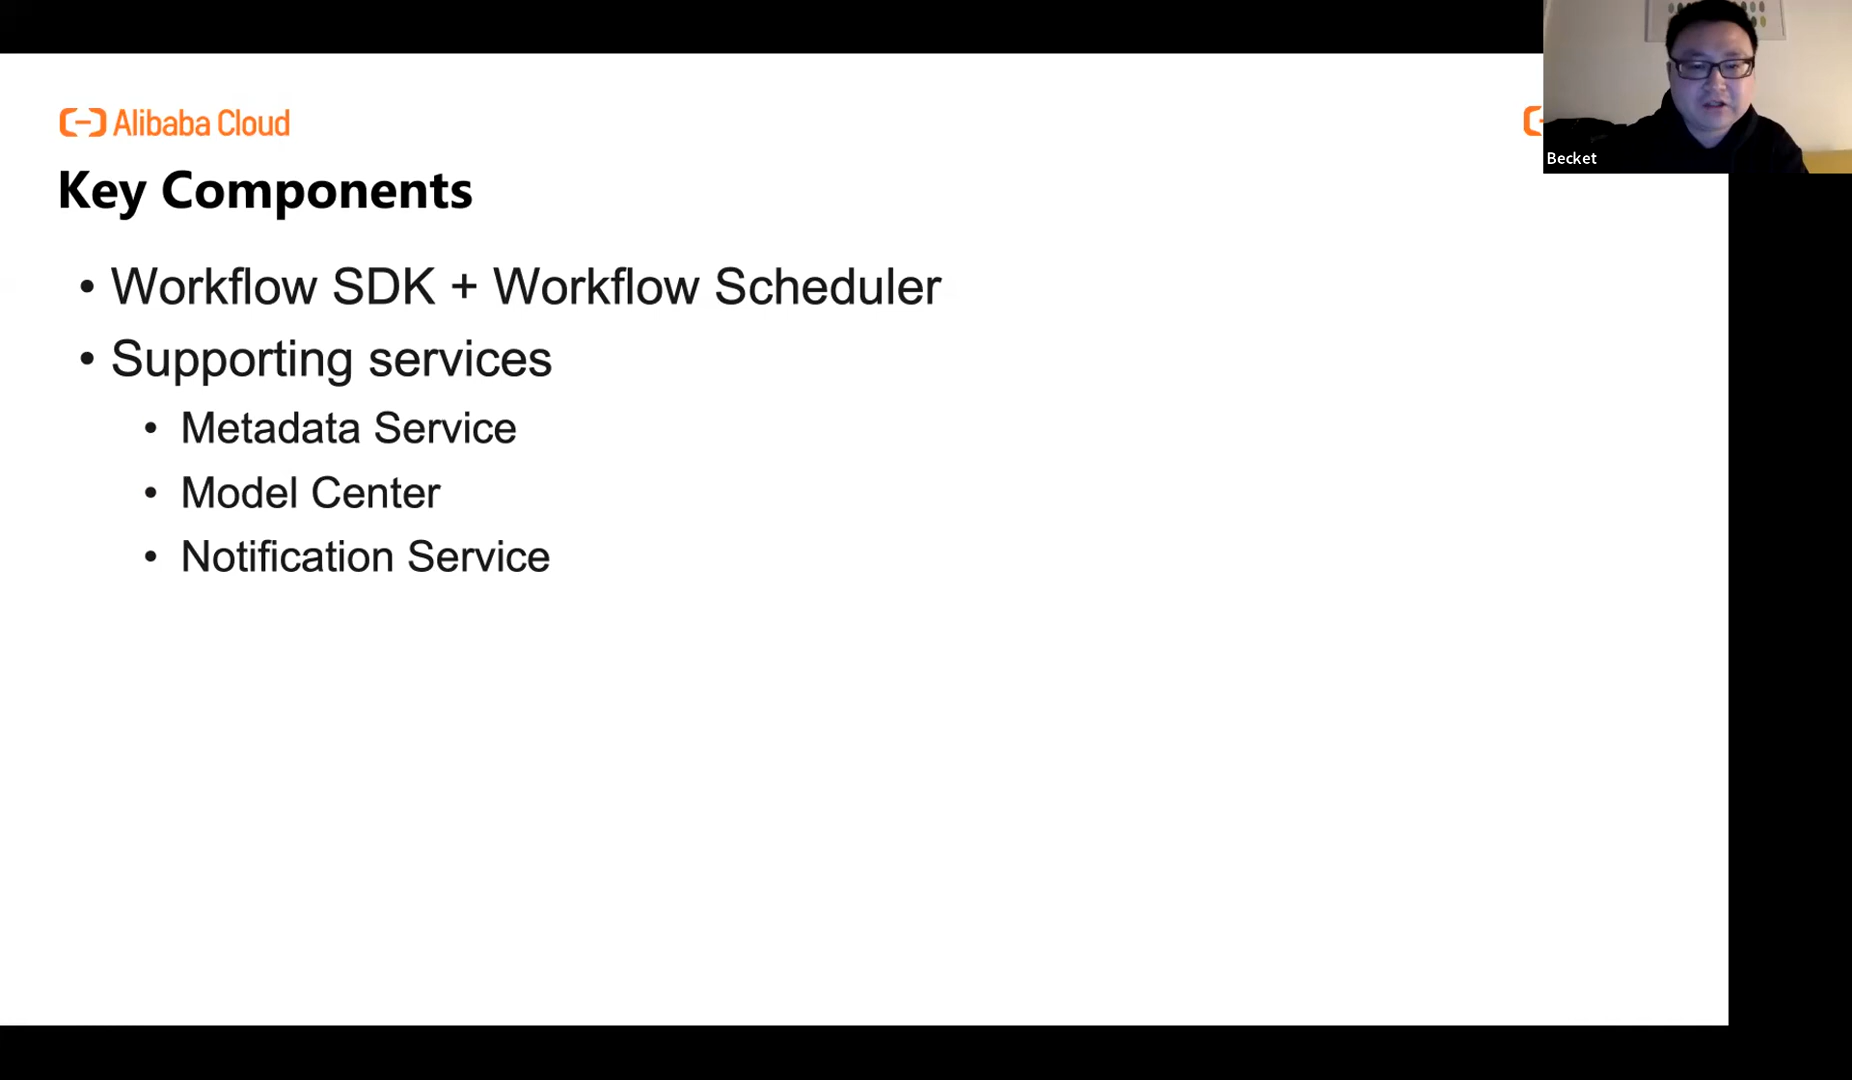 Alibaba Cloud
Becket
Key Components
• Workflow SDK + Workflow Scheduler
• Supporting services
• Metadata Service
• Model Center
• Notification Service